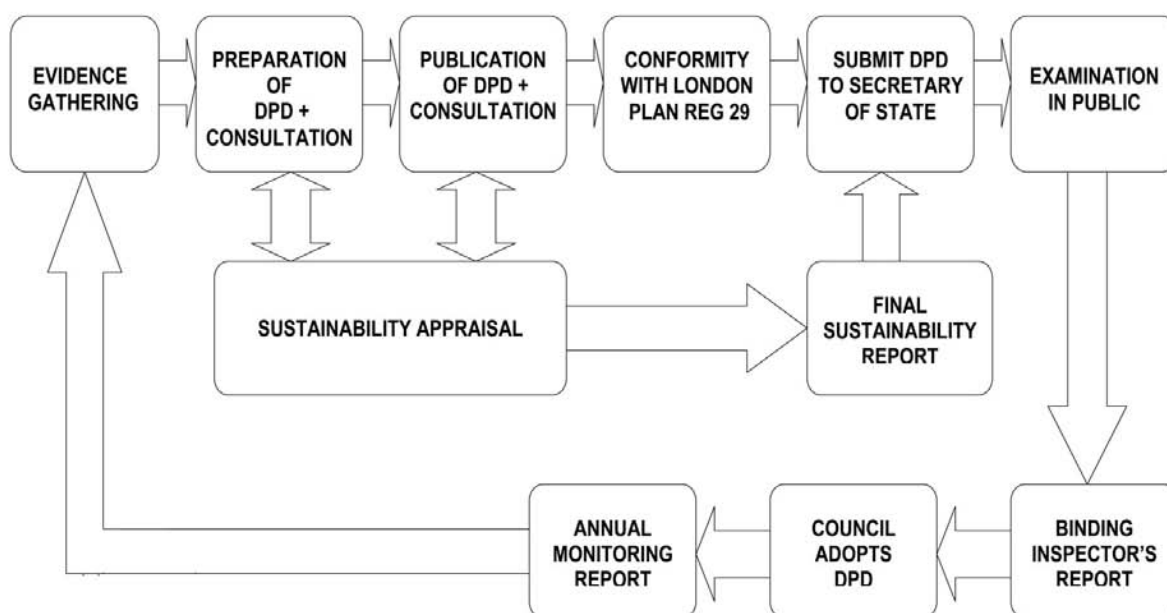 EVIDENCE
GATHERING
PREPARATION
OF
DPD +
CONSULTATION
PUBLICATION
OF DPD +
CONSULTATION
CONFORMITY
WITH LONDON
PLAN REG 29
SUBMIT DPD
TO SECRETARY
OF STATE
EXAMINATION
IN PUBLIC
SUSTAINABILITY APPRAISAL
FINAL
SUSTAINABILITY
REPORT
ANNUAL
MONITORING
REPORT
COUNCIL
ADOPTS
DPD
BINDING
INSPECTOR'S
REPORT